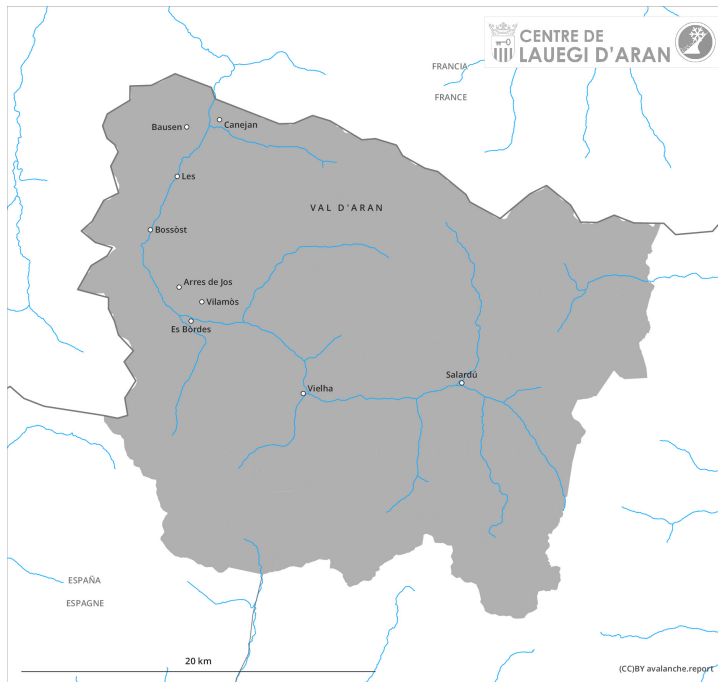 CENTRE DE
LAUEGI D'ARAN
FRANCIA
FRANCE
Bausen
Canejan
Les
VAL D'ARAN
Bossòst
Arres de Jos
Vilamòs
Es Bòrdes
Salardú
Vielha
ESPAÑA
ESPAGNE
20 km
(CC)BY avalanche.report